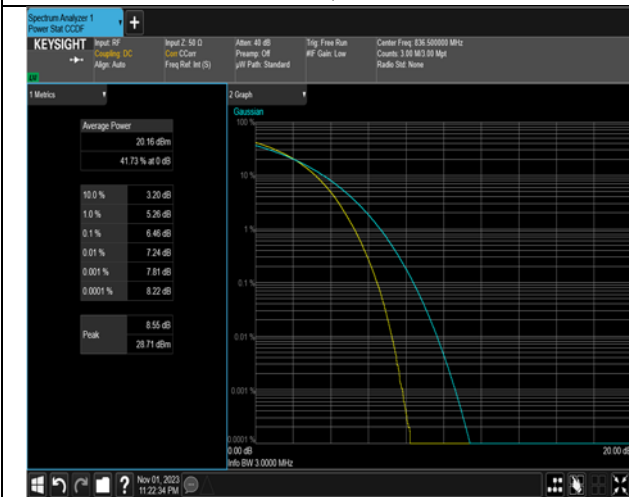 Spectrum Analyzer 1
Power Stat CCDF
+
KEYSIGHT
Input: RF
Coupling: DC
Align: Auto
Input Z: 50 Ω
Corr CCorr
Freq Ref: Int (S)
Atten: 40 dB
Preamp: Off
µW Path: Standard
Trig: Free Run
#IF Gain: Low
Center Freq: 836.500000 MHz
Counts: 3.00 M/3.00 Mpt
Radio Std: None
1 Metrics
Average Power
20.16 dBm
41.73 % at 0 dB
10.0 % 3.20 dB
1.0 % 5.26 dB
0.1 % 6.46 dB
0.01 % 7.24 dB
0.001 % 7.81 dB
0.0001 % 8.22 dB
Peak
8.55 dB
28.71 dBm
2 Graph
Gaussian
100 %
10 %
1 %
0.1 %
0.01 %
0.001 %
0.0001 %
0.00 dB
20.00 dB
Info BW 3.0000 MHz
?
Nov 01, 2023
11:22:34 PM